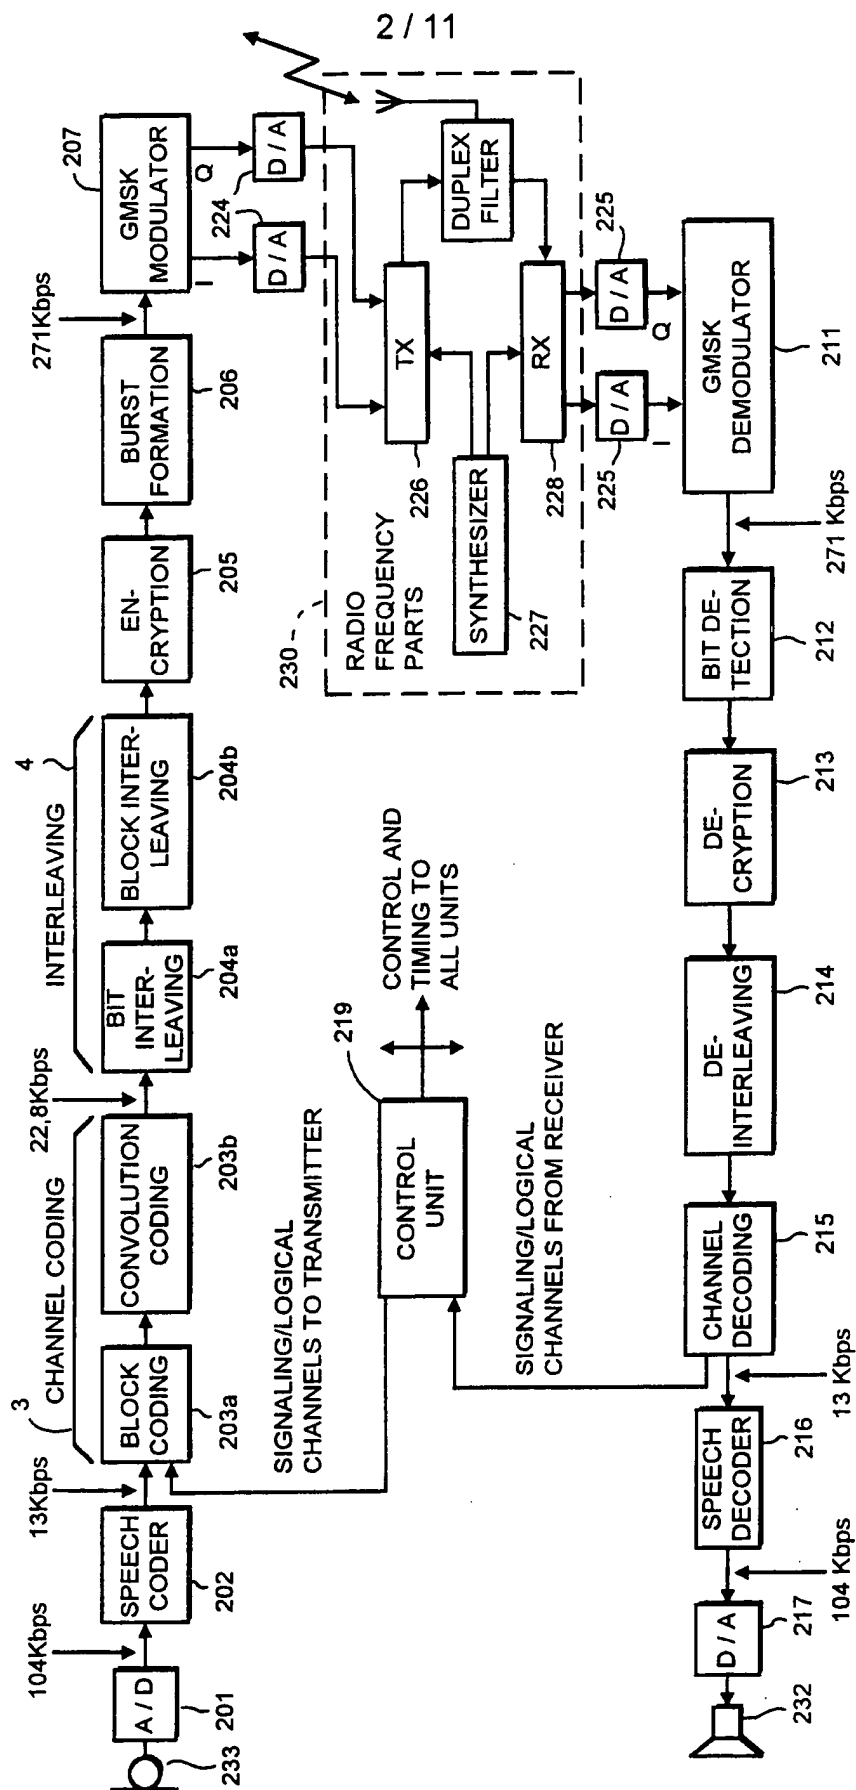 2 / 11
104Kbps
13Kbps
3
CHANNEL CODING
22,8Kbps
4
INTERLEAVING
271Kbps
A / D
201
233
SPEECH
CODER
202
BLOCK
CODING
203a
CONVOLUTION
CODING
203b
BIT
INTER-
LEAVING
204a
BLOCK INTER-
LEAVING
204b
EN-
CRYPTION
205
BURST
FORMATION
206
GMSK
MODULATOR
207
I
Q
D / A
D / A
224
230
RADIO
FREQUENCY
PARTS
TX
226
DUPLEX
FILTER
SYNTHESIZER
227
RX
228
D / A
225
D / A
225
I
Q
SIGNALING/LOGICAL
CHANNELS TO TRANSMITTER
CONTROL
UNIT
219
CONTROL AND
TIMING TO
ALL UNITS
SIGNALING/LOGICAL
CHANNELS FROM RECEIVER
GMSK
DEMODULATOR
211
271 Kbps
BIT DE-
TECTION
212
DE-
CRYPTION
213
DE-
INTERLEAVING
214
CHANNEL
DECODING
215
13 Kbps
SPEECH
DECODER
216
104 Kbps
D / A
217
232